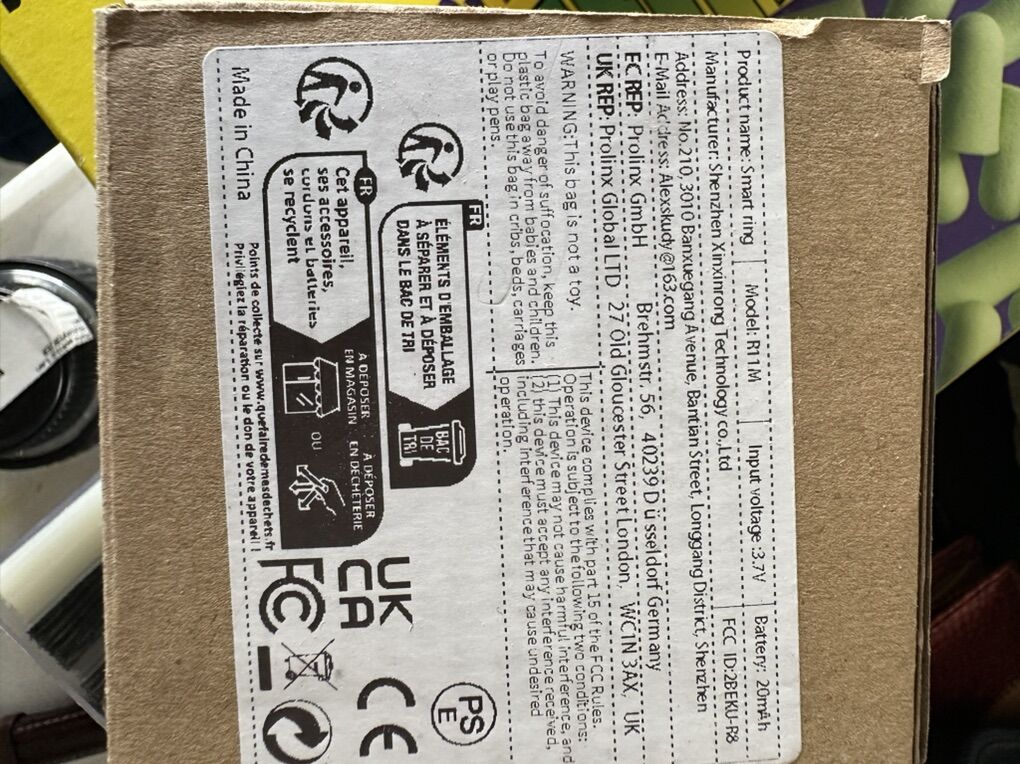 Product name: Smart ring Model: R11M Input voltage :3.7V Battery: 20mAh
Manufacturer: Shenzhen Xinxinrong Technology co,.Ltd FCC ID:2BEKU-R8
Address: No.210, 3010 Banxuegang Avenue, Bantian Street, Longgang District, Shenzhen
E-Mail Address: Alexskudy@163.com
EC REP: Prolinx GmbH Brehmstr. 56, 40239 Düsseldorf Germany
UK REP: Prolinx Global LTD 27 Old Gloucester Street London, WC1N 3AX, UK
WARNING:This bag is not a toy.
To avoid danger of suffocation, keep this
plastic bag away from babies and children.
Do not use this bag in cribs, beds, carriages
or play pens.
This device complies with part 15 of the FCC Rules.
Operation is subject to the following two conditions:
(1) This device may not cause harmful interference, and
(2) this device must accept any interference received,
including interference that may cause undesired
operation.
FR
ÉLÉMENTS D'EMBALLAGE
À SÉPARER ET À DÉPOSER
DANS LE BAC DE TRI
BAC
DE
TRI
FR
Cet appareil,
ses accessoires,
cordons et batteries
se recyclent
À DÉPOSER
EN MAGASIN
OU
À DÉPOSER
EN DÉCHÈTERIE
Points de collecte sur www.quefairedemesdechets.fr
Privilégiez la réparation ou le don de votre appareil !
Made in China
UK
CA
FC
CE
PS
E